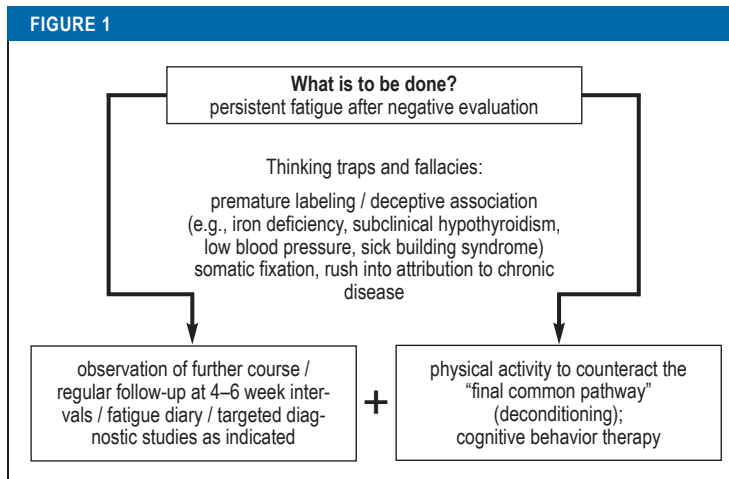 FIGURE 1
What is to be done?
persistent fatigue after negative evaluation
Thinking traps and fallacies:
premature labeling / deceptive association
(e.g., iron deficiency, subclinical hypothyroidism,
low blood pressure, sick building syndrome)
somatic fixation, rush into attribution to chronic
disease
observation of further course /
regular follow-up at 4–6 week inter-
vals / fatigue diary / targeted diag-
nostic studies as indicated
+
physical activity to counteract the
“final common pathway”
(deconditioning);
cognitive behavior therapy